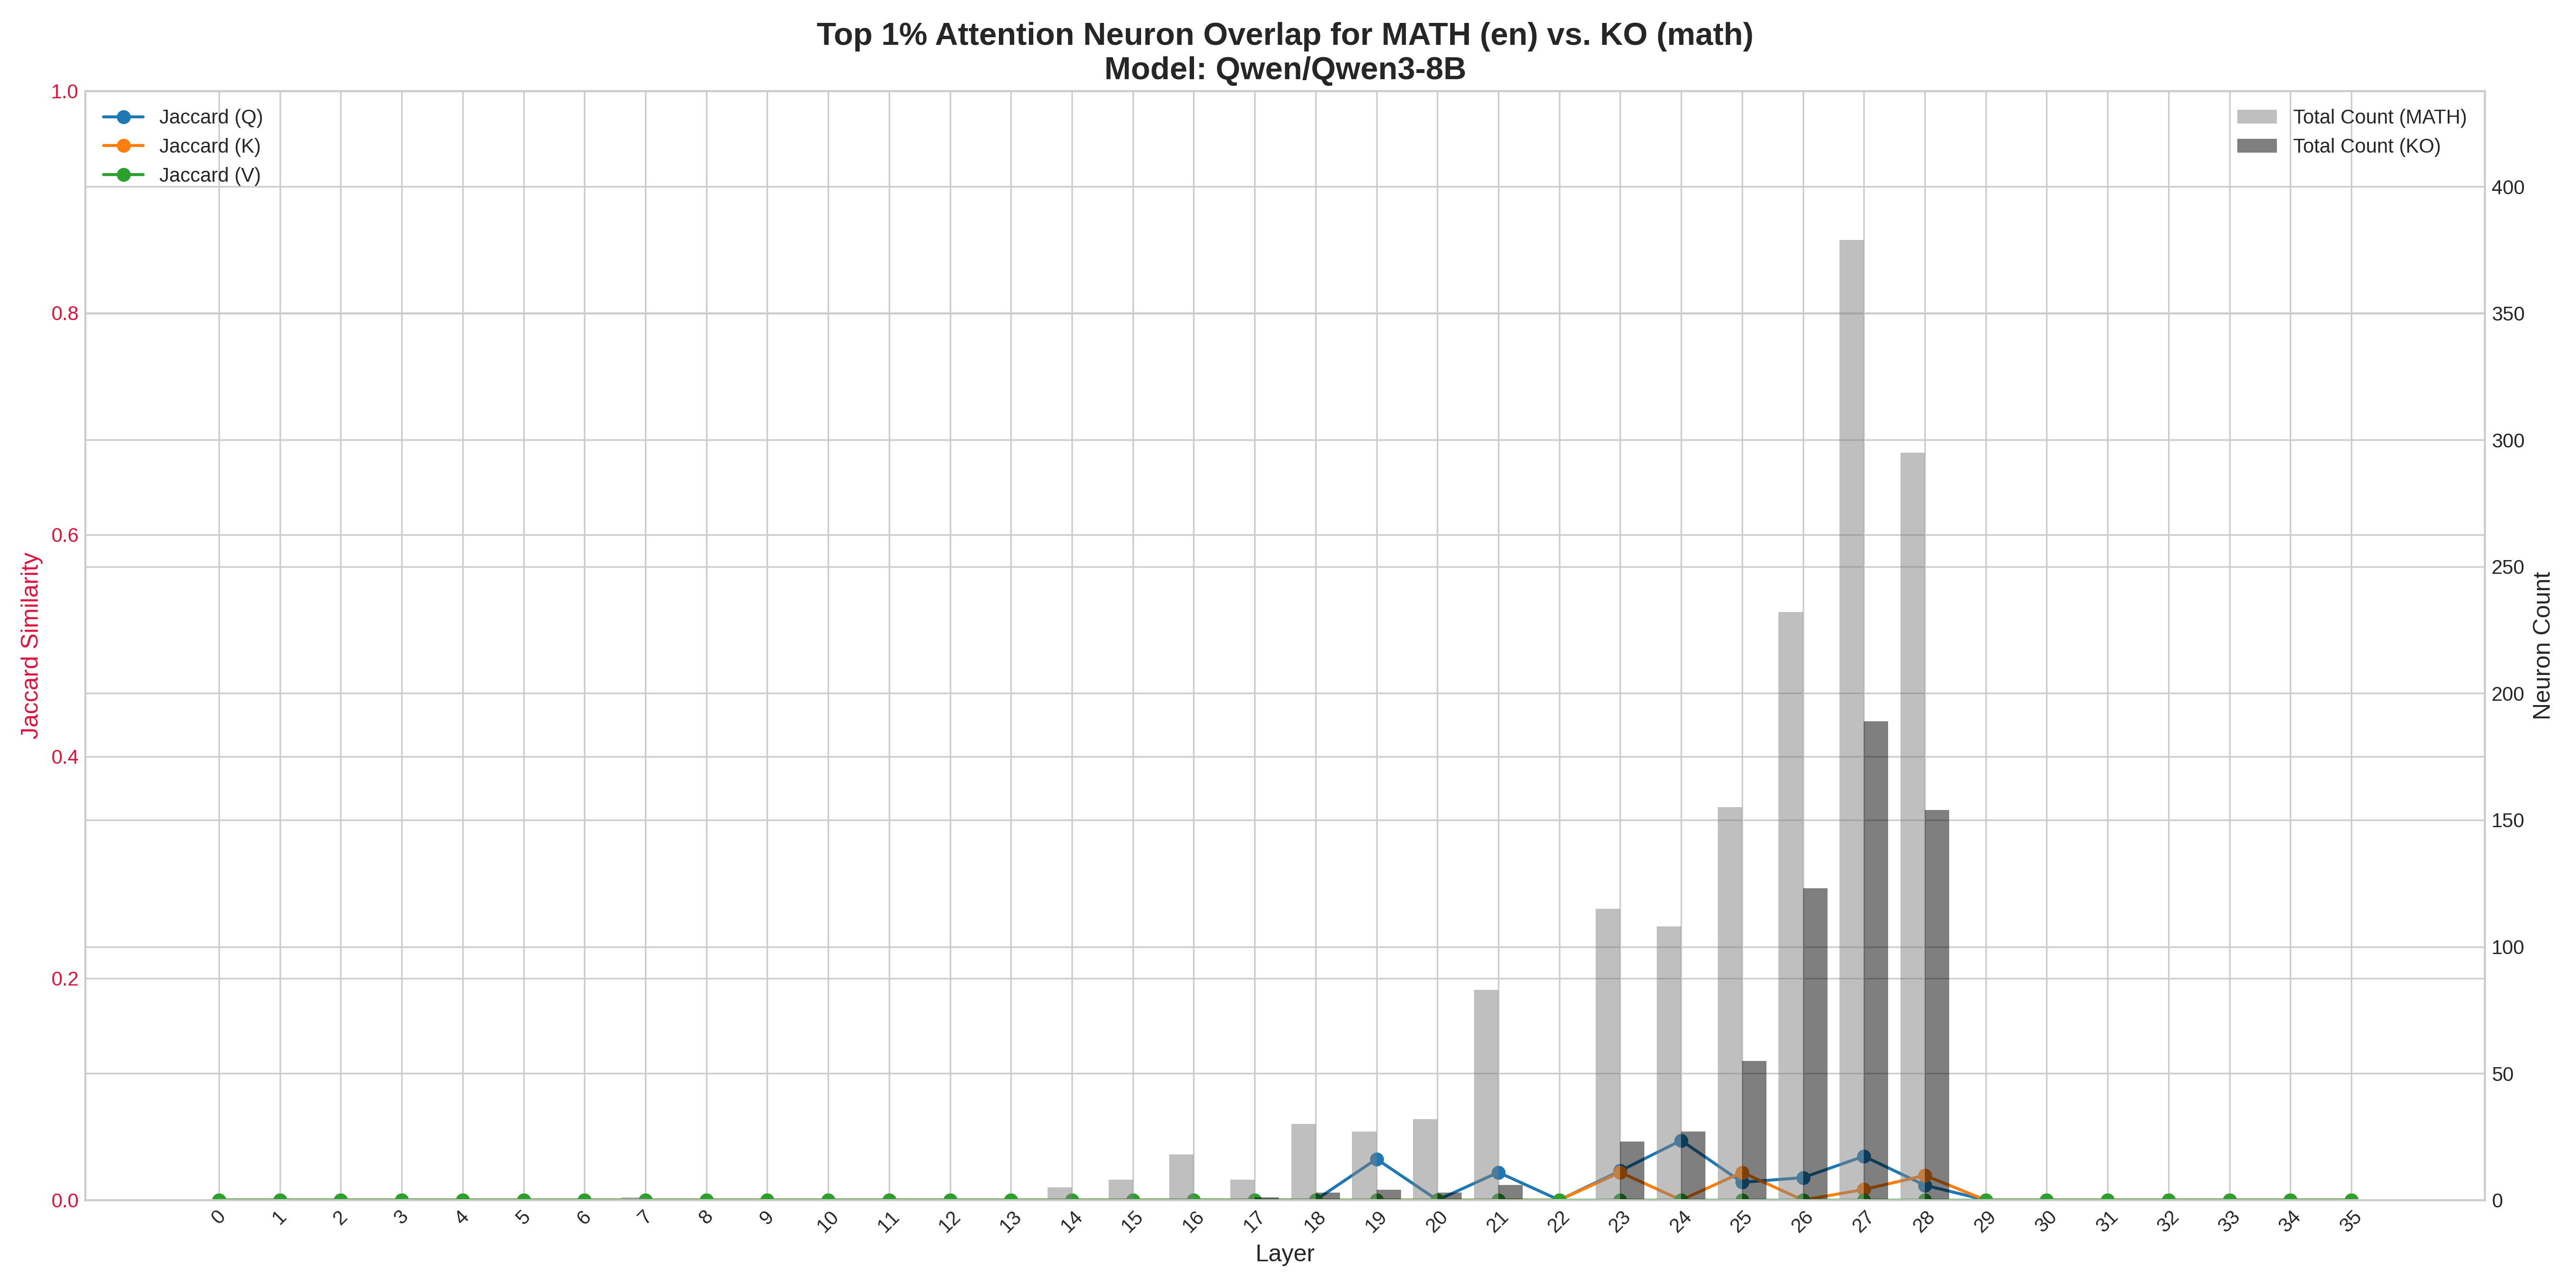 Top 1% Attention Neuron Overlap for MATH (en) vs. KO (math)
Model: Qwen/Qwen3-8B
Jaccard (Q)
Jaccard (K)
Jaccard (V)
Total Count (MATH)
Total Count (KO)
Jaccard Similarity
1.0
0.8
0.6
0.4
0.2
0.0
Neuron Count
400
350
300
250
200
150
100
50
0
0 1 2 3 4 5 6 7 8 9 10 11 12 13 14 15 16 17 18 19 20 21 22 23 24 25 26 27 28 29 30 31 32 33 34 35
Layer